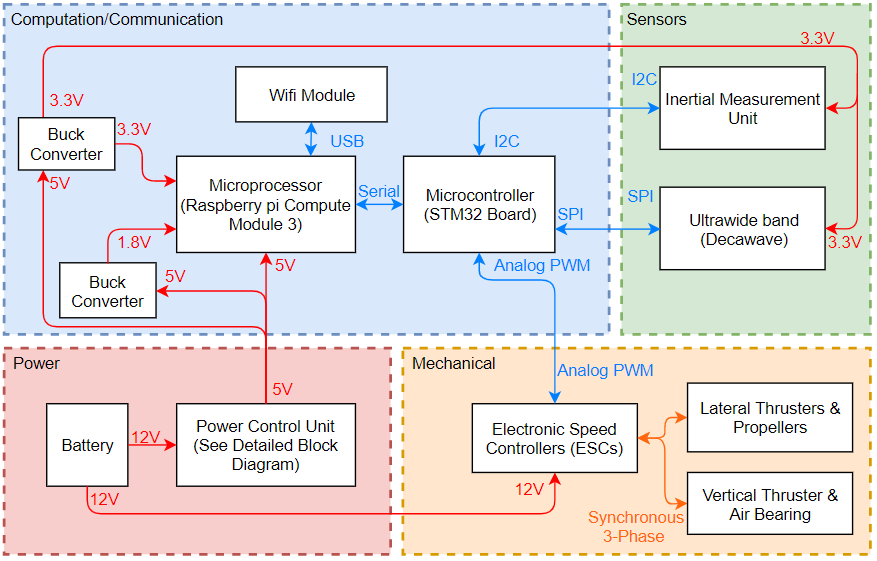 Computation/Communication
Sensors
3.3V
Wifi Module
I2C
Inertial Measurement
Unit
3.3V
Buck
Converter
3.3V
USB
I2C
5V
Microprocessor
(Raspberry pi Compute
Module 3)
Serial
Microcontroller
(STM32 Board)
SPI
SPI
Ultrawide band
(Decawave)
3.3V
1.8V
Buck
Converter
5V
5V
Analog PWM
Power
Mechanical
5V
Analog PWM
Battery
12V
Power Control Unit
(See Detailed Block
Diagram)
Electronic Speed
Controllers (ESCs)
Lateral Thrusters &
Propellers
12V
12V
Vertical Thruster &
Air Bearing
Synchronous
3-Phase